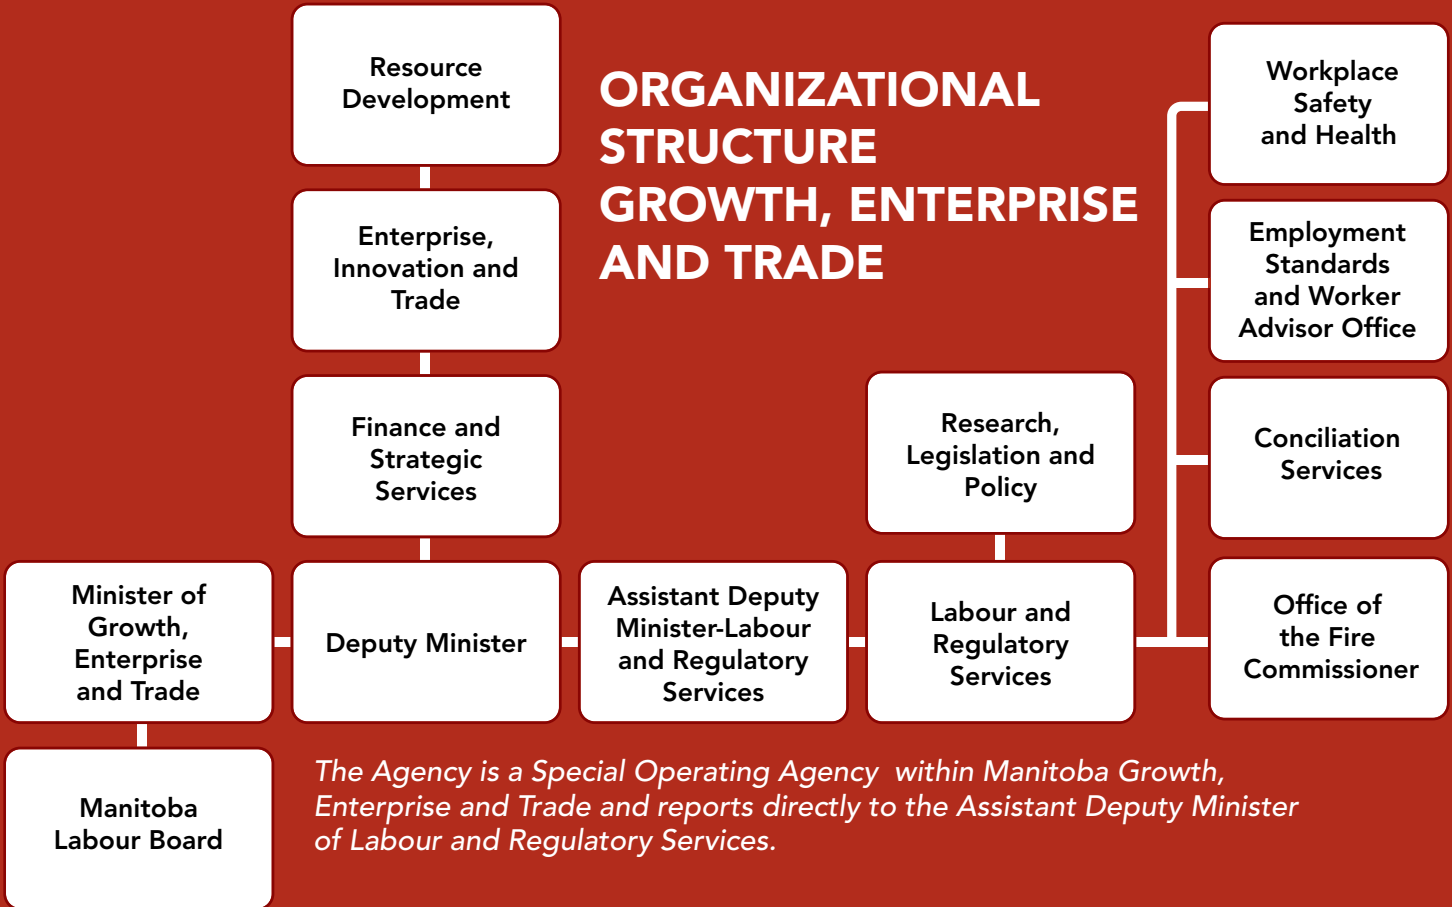 ORGANIZATIONAL
STRUCTURE
GROWTH, ENTERPRISE
AND TRADE
Resource
Development
Enterprise,
Innovation and
Trade
Finance and
Strategic
Services
Minister of
Growth,
Enterprise
and Trade
Deputy Minister
Assistant Deputy
Minister-Labour
and Regulatory
Services
Research,
Legislation and
Policy
Labour and
Regulatory
Services
Workplace
Safety
and Health
Employment
Standards
and Worker
Advisor Office
Conciliation
Services
Office of
the Fire
Commissioner
Manitoba
Labour Board
The Agency is a Special Operating Agency within Manitoba Growth,
Enterprise and Trade and reports directly to the Assistant Deputy Minister
of Labour and Regulatory Services.